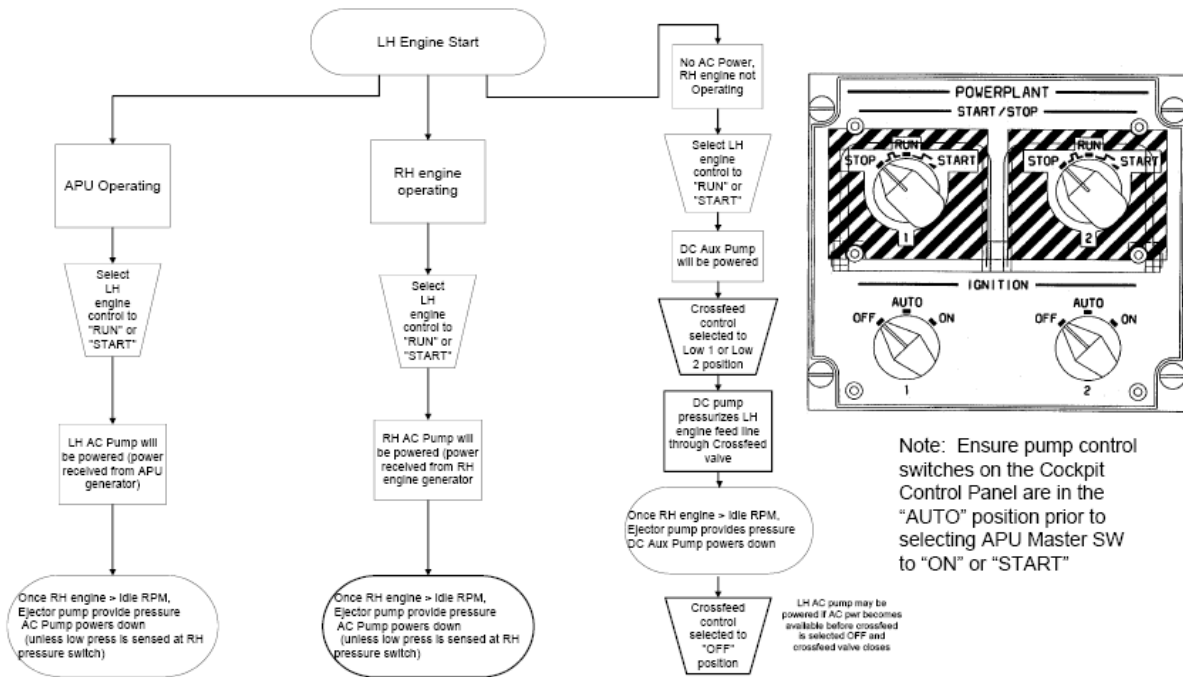 LH Engine Start
APU Operating
Select
LH
engine
control to
"RUN" or
"START"
LH AC Pump will
be powered (power
received from APU
generator)
Once RH engine > Idle RPM,
Ejector pump provide pressure
AC Pump powers down
(unless low press is sensed at RH
pressure switch)
RH engine
operating
Select
LH
engine
control to
"RUN" or
"START"
RH AC Pump will
be powered (power
received from RH
engine generator
Once RH engine > Idle RPM,
Ejector pump provide pressure
AC Pump powers down
(unless low press is sensed at RH
pressure switch)
No AC Power,
RH engine not
Operating
Select LH
engine
control to
"RUN" or
"START"
DC Aux Pump
will be powered
Crossfeed
control
selected to
Low 1 or Low
2 position
DC pump
pressurizes LH
engine feed line
through Crossfeed
valve
Once RH engine > Idle RPM,
Ejector pump provides pressure
DC Aux Pump powers down
Crossfeed
control
selected to
"OFF"
position
LH AC pump may be
powered if AC pwr becomes
available before crossfeed
is selected OFF and
crossfeed valve closes
POWERPLANT
START/STOP
STOP RUN START STOP RUN START
1 2
IGNITION
OFF AUTO ON OFF AUTO ON
1 2
Note: Ensure pump control
switches on the Cockpit
Control Panel are in the
“AUTO” position prior to
selecting APU Master SW
to “ON” or “START”